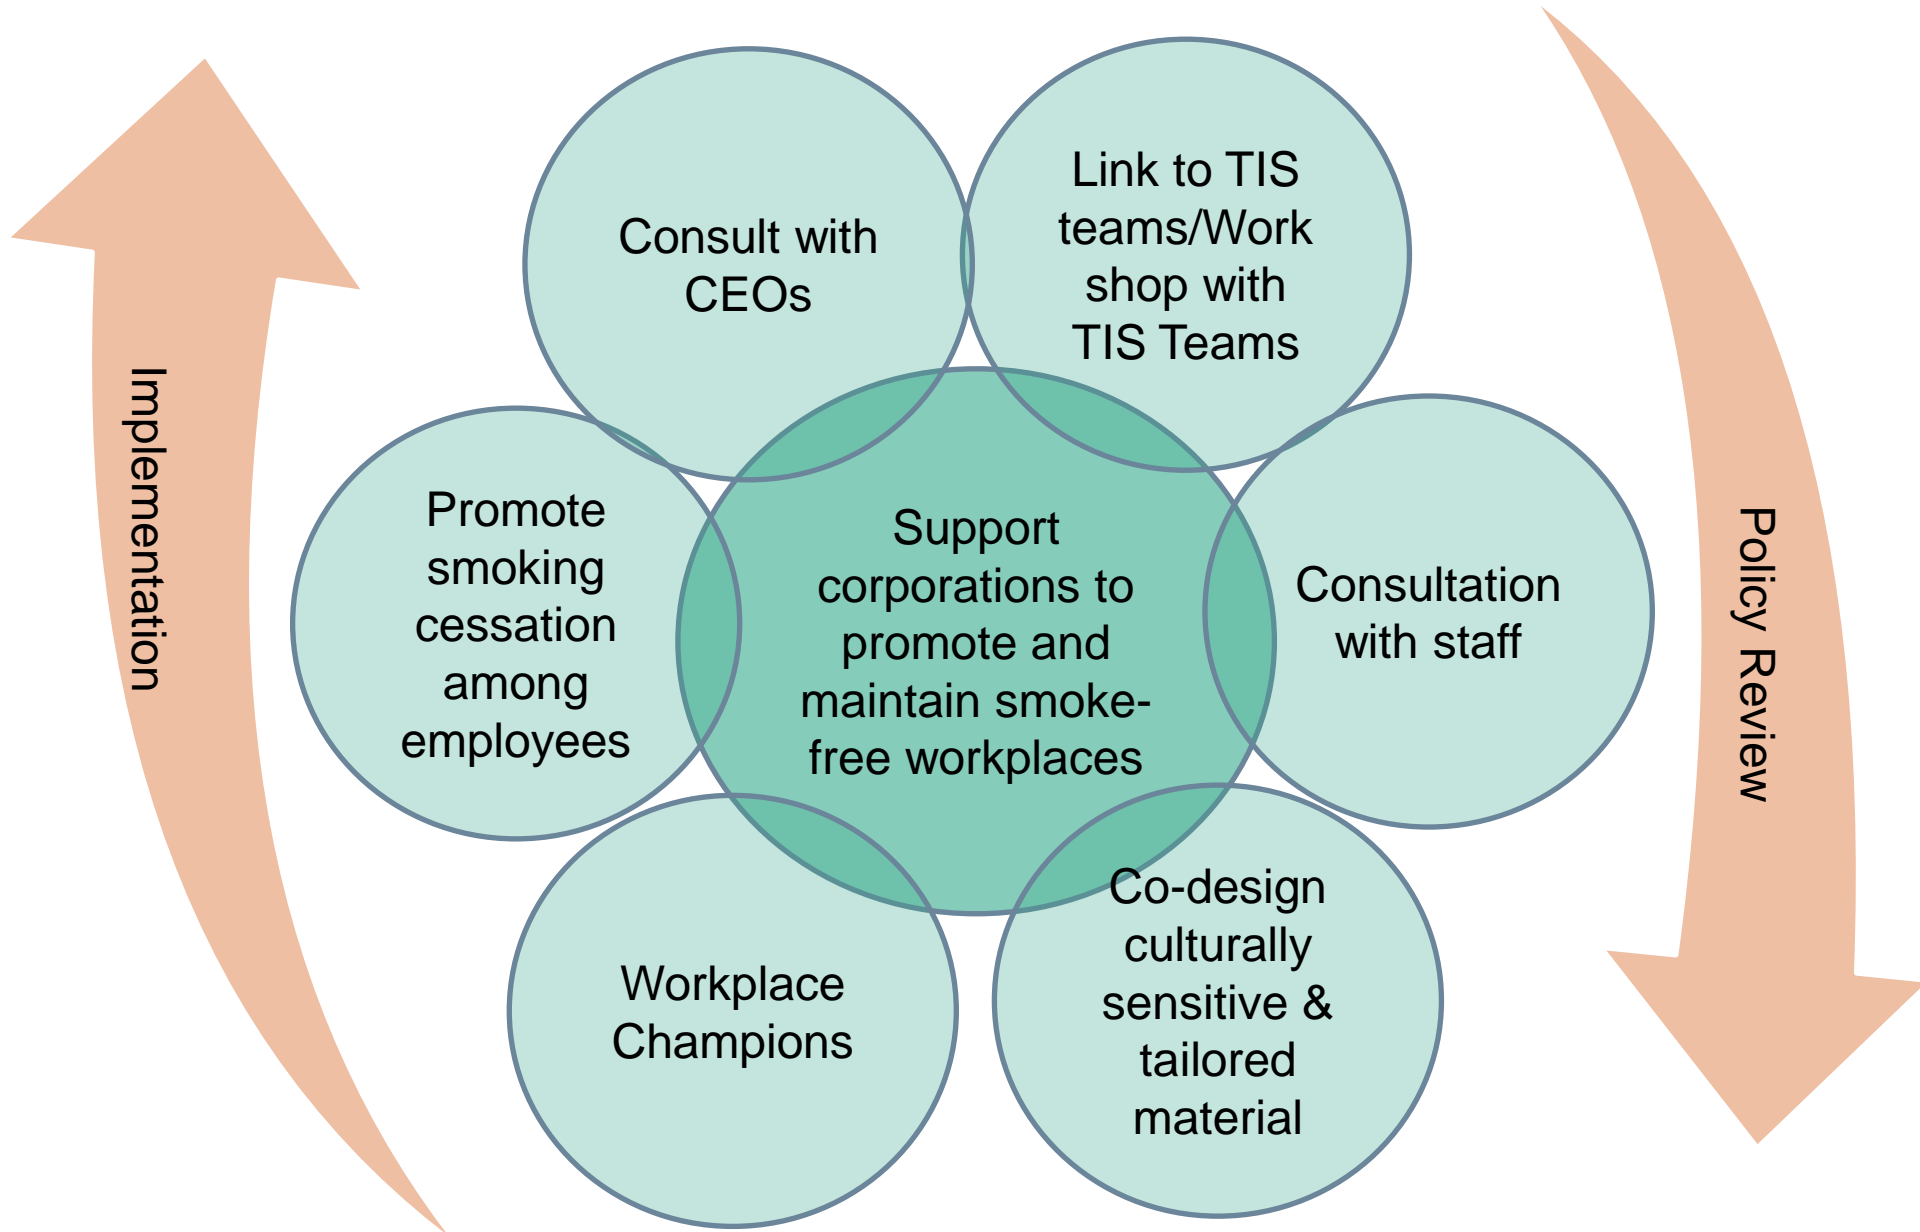 Consult with
CEOs
Link to TIS
teams/Work
shop with
TIS Teams
Implementation
Promote
smoking
cessation
among
employees
Support
corporations to
promote and
maintain smoke-
free workplaces
Consultation
with staff
Policy Review
Workplace
Champions
Co-design
culturally
sensitive &
tailored
material